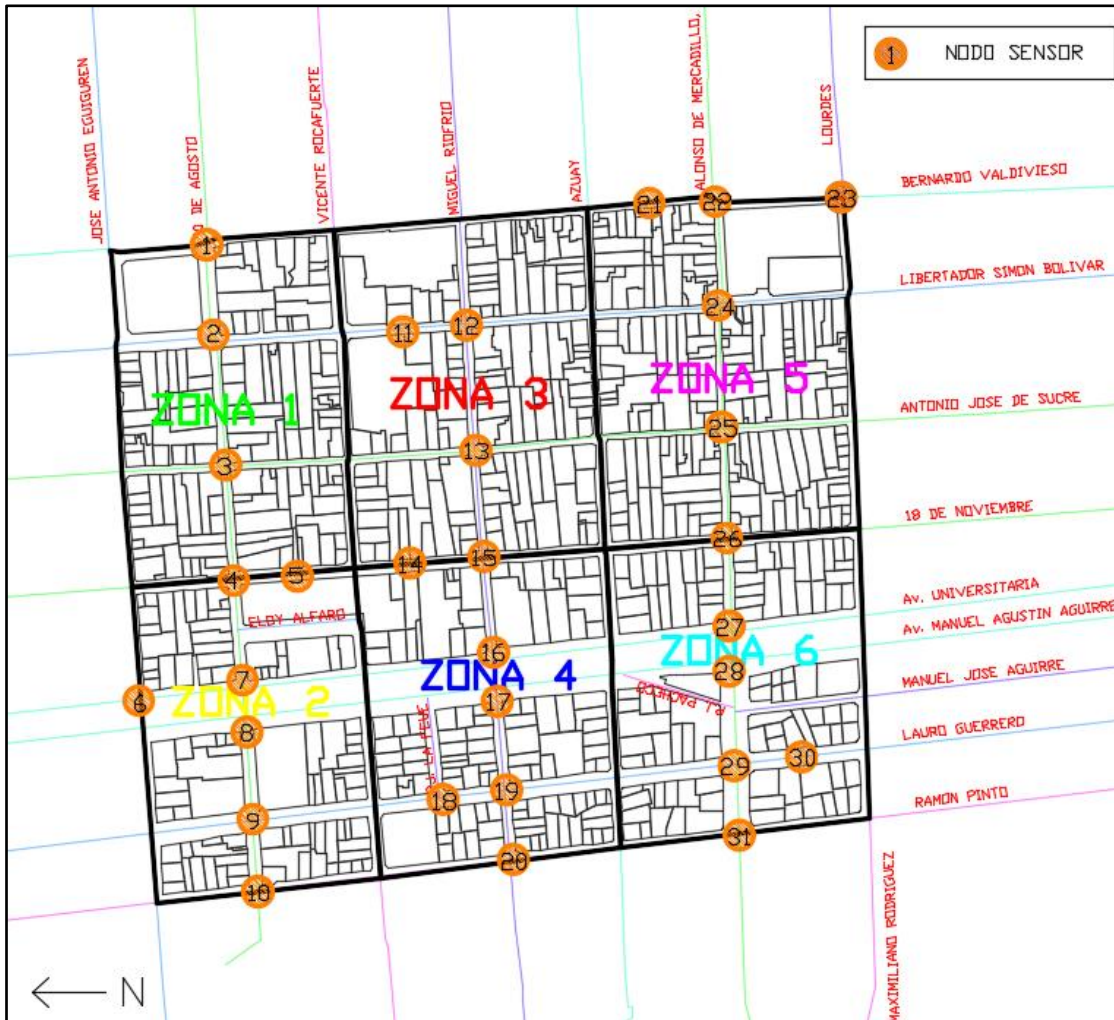 1 NODO SENSOR
JOSE ANTONIO EGUIGUREN
DE AGOSTO
VICENTE ROCAFUERTE
MIGUEL RIOFRIO
AZUAY
ALONSO DE MERCADILLO,
LOURDES
BERNARDO VALDIVIESO
LIBERTADOR SIMON BOLIVAR
ANTONIO JOSE DE SUCRE
18 DE NOVIEMBRE
Av. UNIVERSITARIA
Av. MANUEL AGUSTIN AGUIRRE
MANUEL JOSE AGUIRRE
LAURO GUERRERO
RAMON PINTO
MAXIMILIANO RODRIGUEZ
1
21
22
23
2
11
12
24
ZONA 1
ZONA 3
ZONA 5
3
13
25
4
5
14
15
26
ELOY ALFARO
27
16
6
7
ZONA 2
ZONA 4
ZONA 6
28
R.J. PACHECO
17
8
LA
30
29
18
19
9
31
20
10
N